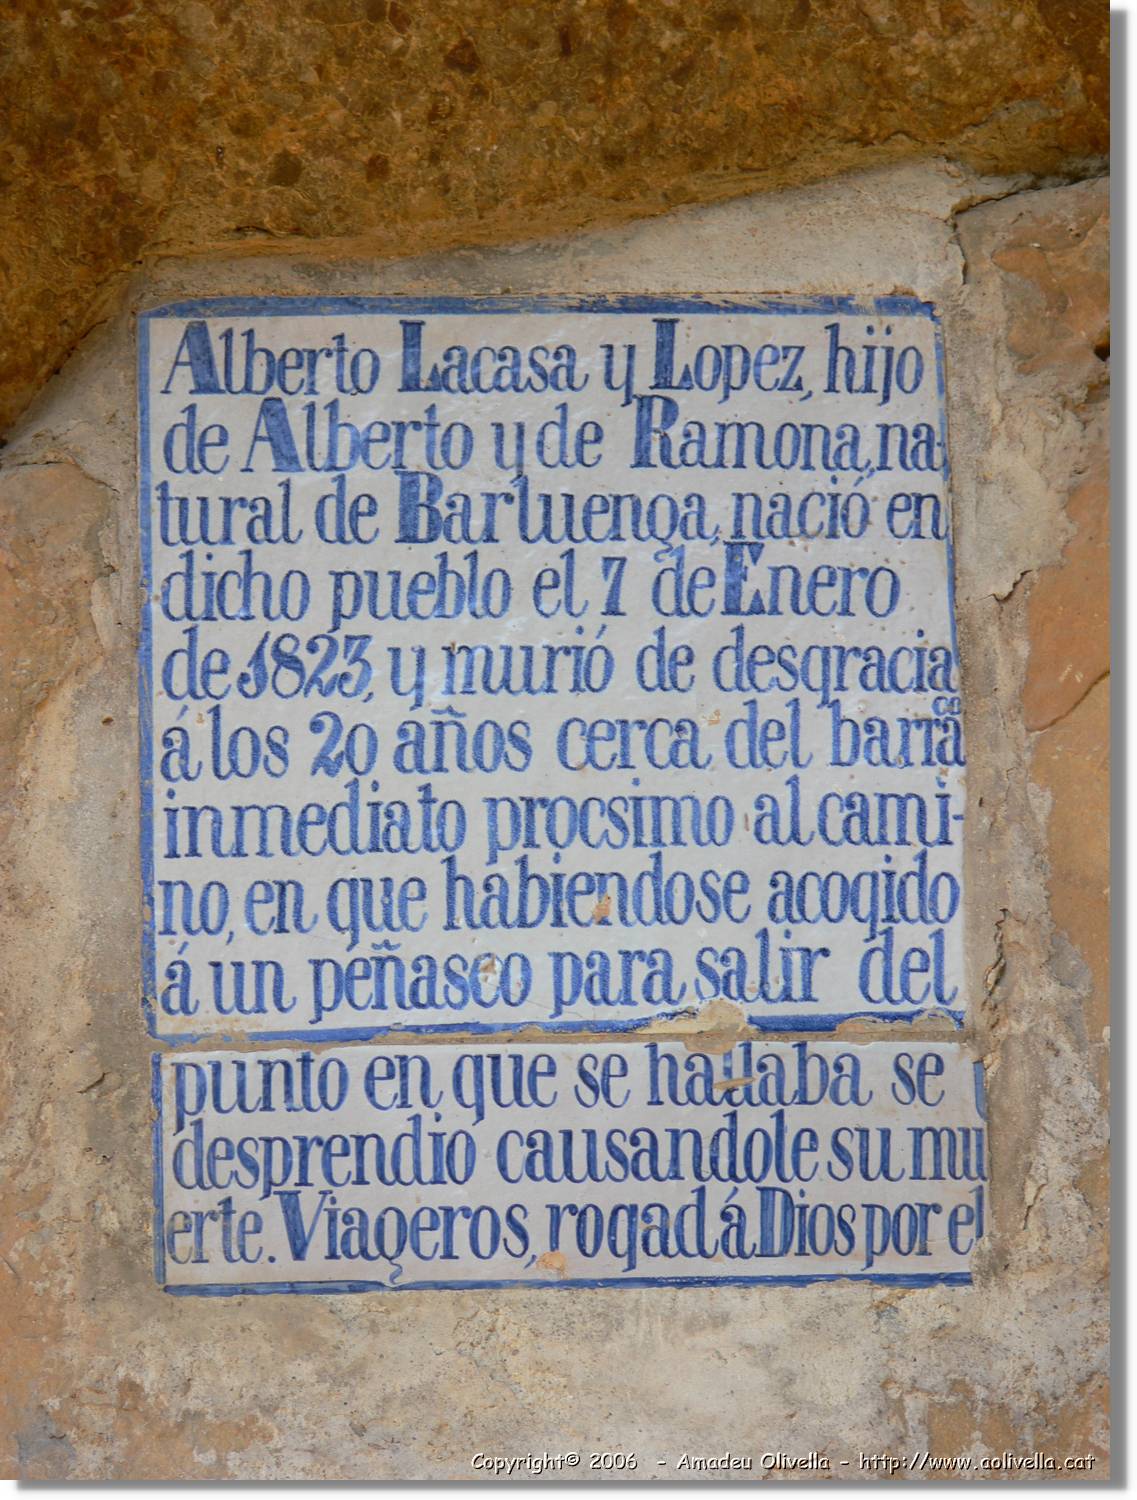 Alberto Lacasa y Lopez, hijo
de Alberto y de Ramona, na-
tural de Barluenga, nació en
dicho pueblo el 7 de Enero
de 1823, y murió de desgracia
á los 20 años cerca del barrãco
inmediato procsimo al cami-
no, en que habiendose acogido
á un peñasco para salir del
punto en que se hallaba se
desprendió causandole su mu
erte. Viageros, rogad á Dios por el
Copyright© 2006 - Amadeu Olivella - http://www.aolivella.cat